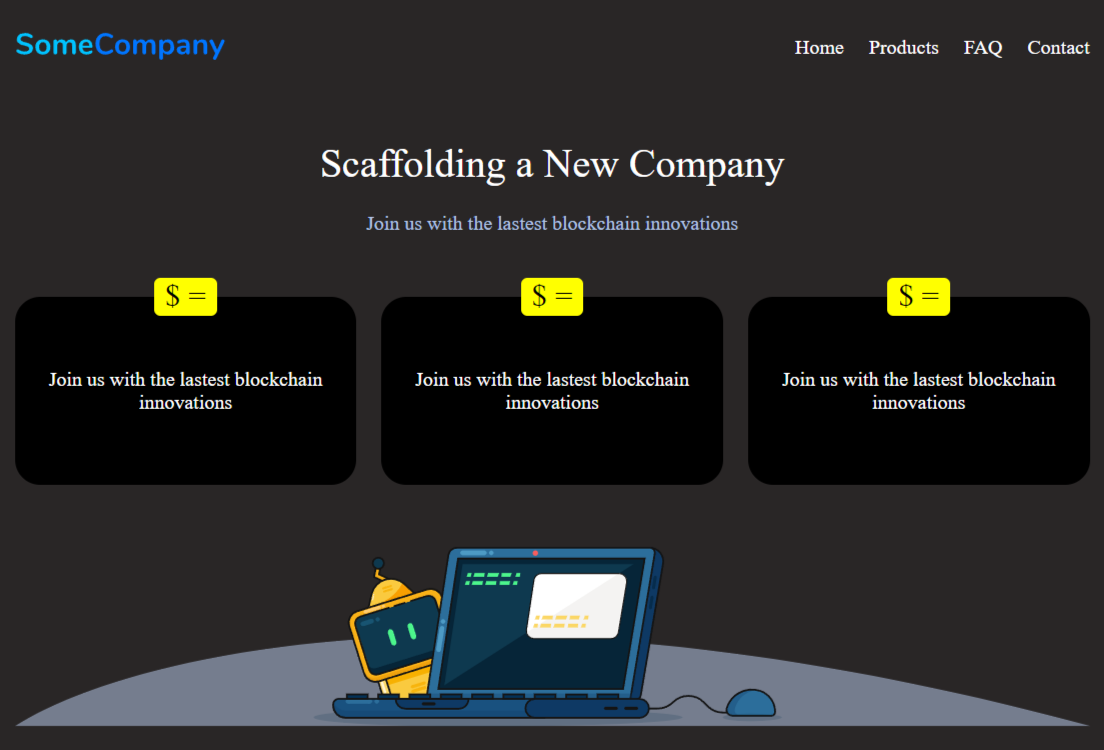 SomeCompany
Home Products FAQ Contact
Scaffolding a New Company
Join us with the lastest blockchain innovations
$ =
$ =
$ =
Join us with the lastest blockchain
innovations
Join us with the lastest blockchain
innovations
Join us with the lastest blockchain
innovations